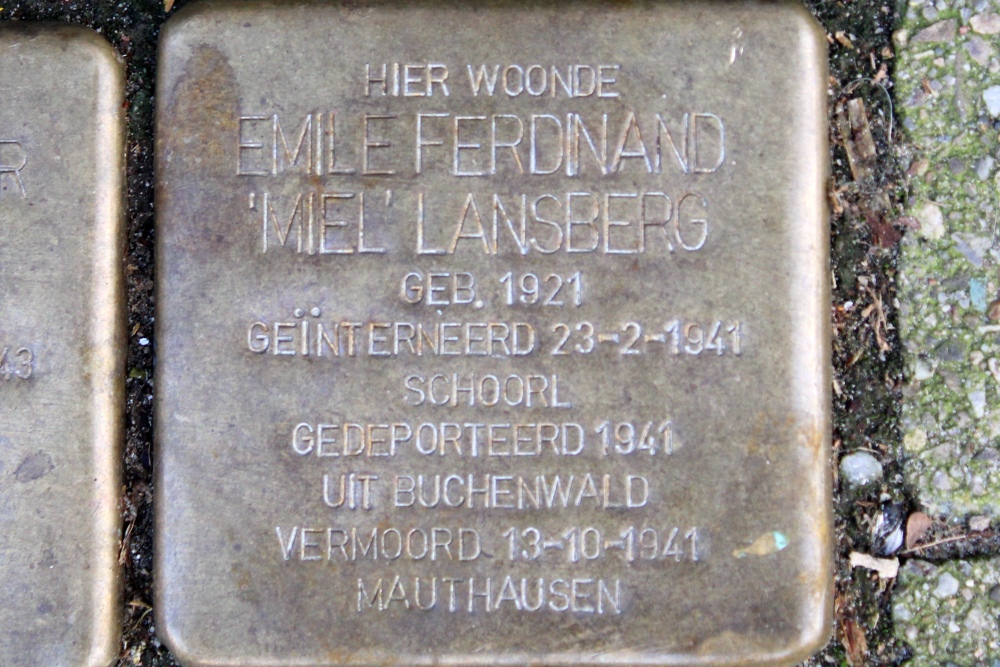 HIER WOONDE
EMILE FERDINAND
'MIEL' LANSBERG
GEB. 1921
GEÏNTERNEERD 23-2-1941
SCHOORL
GEDEPORTEERD 1941
UIT BUCHENWALD
VERMOORD 13-10-1941
MAUTHAUSEN
R
43